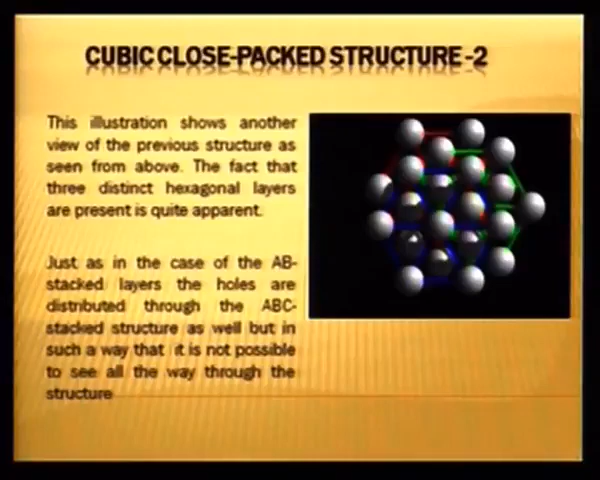 CUBIC CLOSE-PACKED STRUCTURE -2
This illustration shows another
view of the previous structure as
seen from above. The fact that
three distinct hexagonal layers
are present is quite apparent.
Just as in the case of the AB-
stacked layers the holes are
distributed through the ABC-
stacked structure as well but in
such a way that it is not possible
to see all the way through the
structure